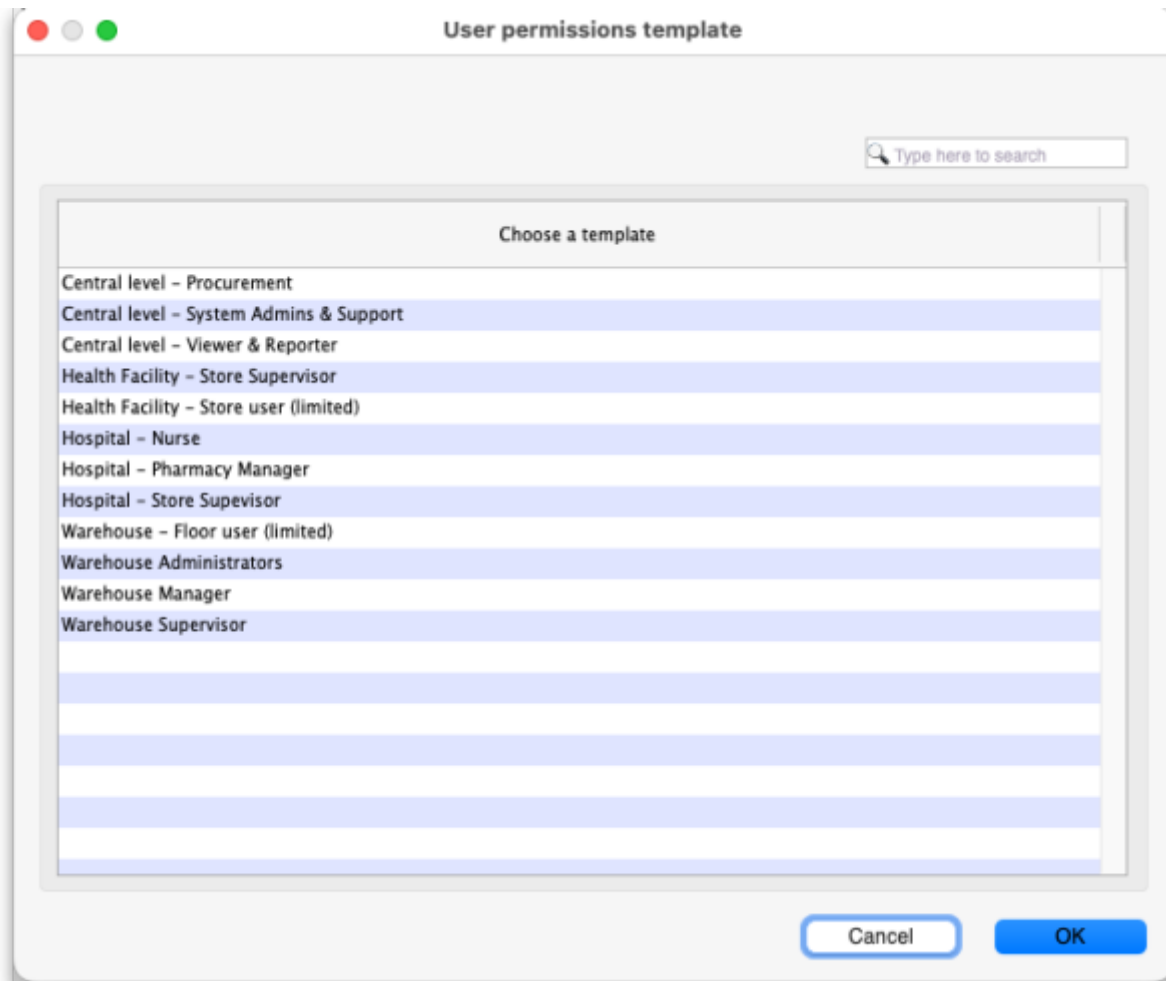 User permissions template
Type here to search
Choose a template
Central level – Procurement
Central level – System Admins & Support
Central level – Viewer & Reporter
Health Facility – Store Supervisor
Health Facility – Store user (limited)
Hospital – Nurse
Hospital – Pharmacy Manager
Hospital – Store Supevisor
Warehouse – Floor user (limited)
Warehouse Administrators
Warehouse Manager
Warehouse Supervisor
Cancel
OK